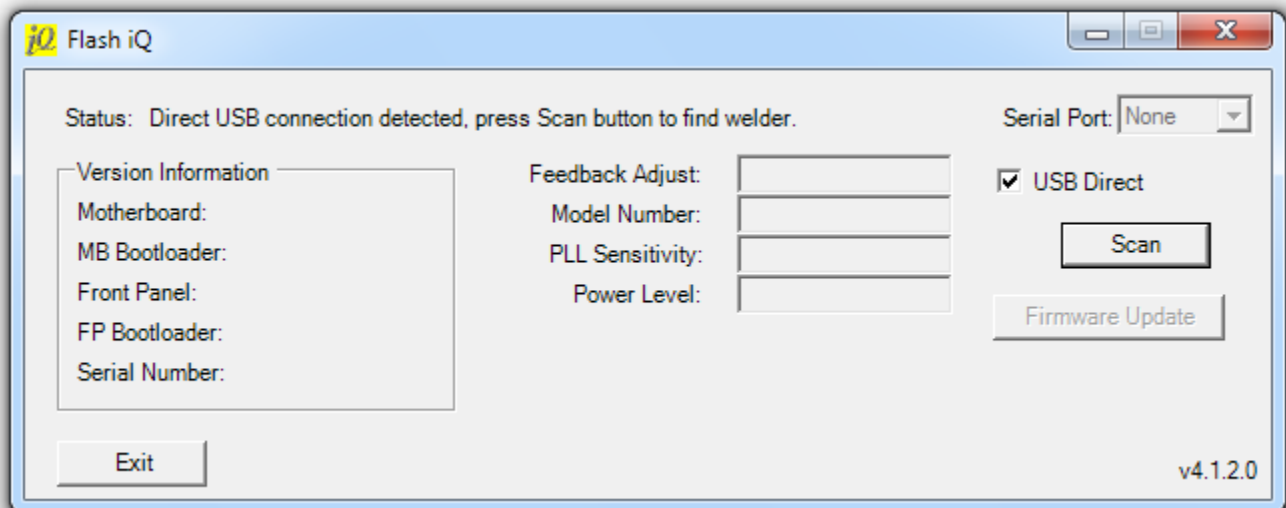 iQ Flash iQ
Status: Direct USB connection detected, press Scan button to find welder.
Serial Port: None
Version Information
Motherboard:
MB Bootloader:
Front Panel:
FP Bootloader:
Serial Number:
Feedback Adjust:
Model Number:
PLL Sensitivity:
Power Level:
USB Direct
Scan
Firmware Update
Exit
v4.1.2.0